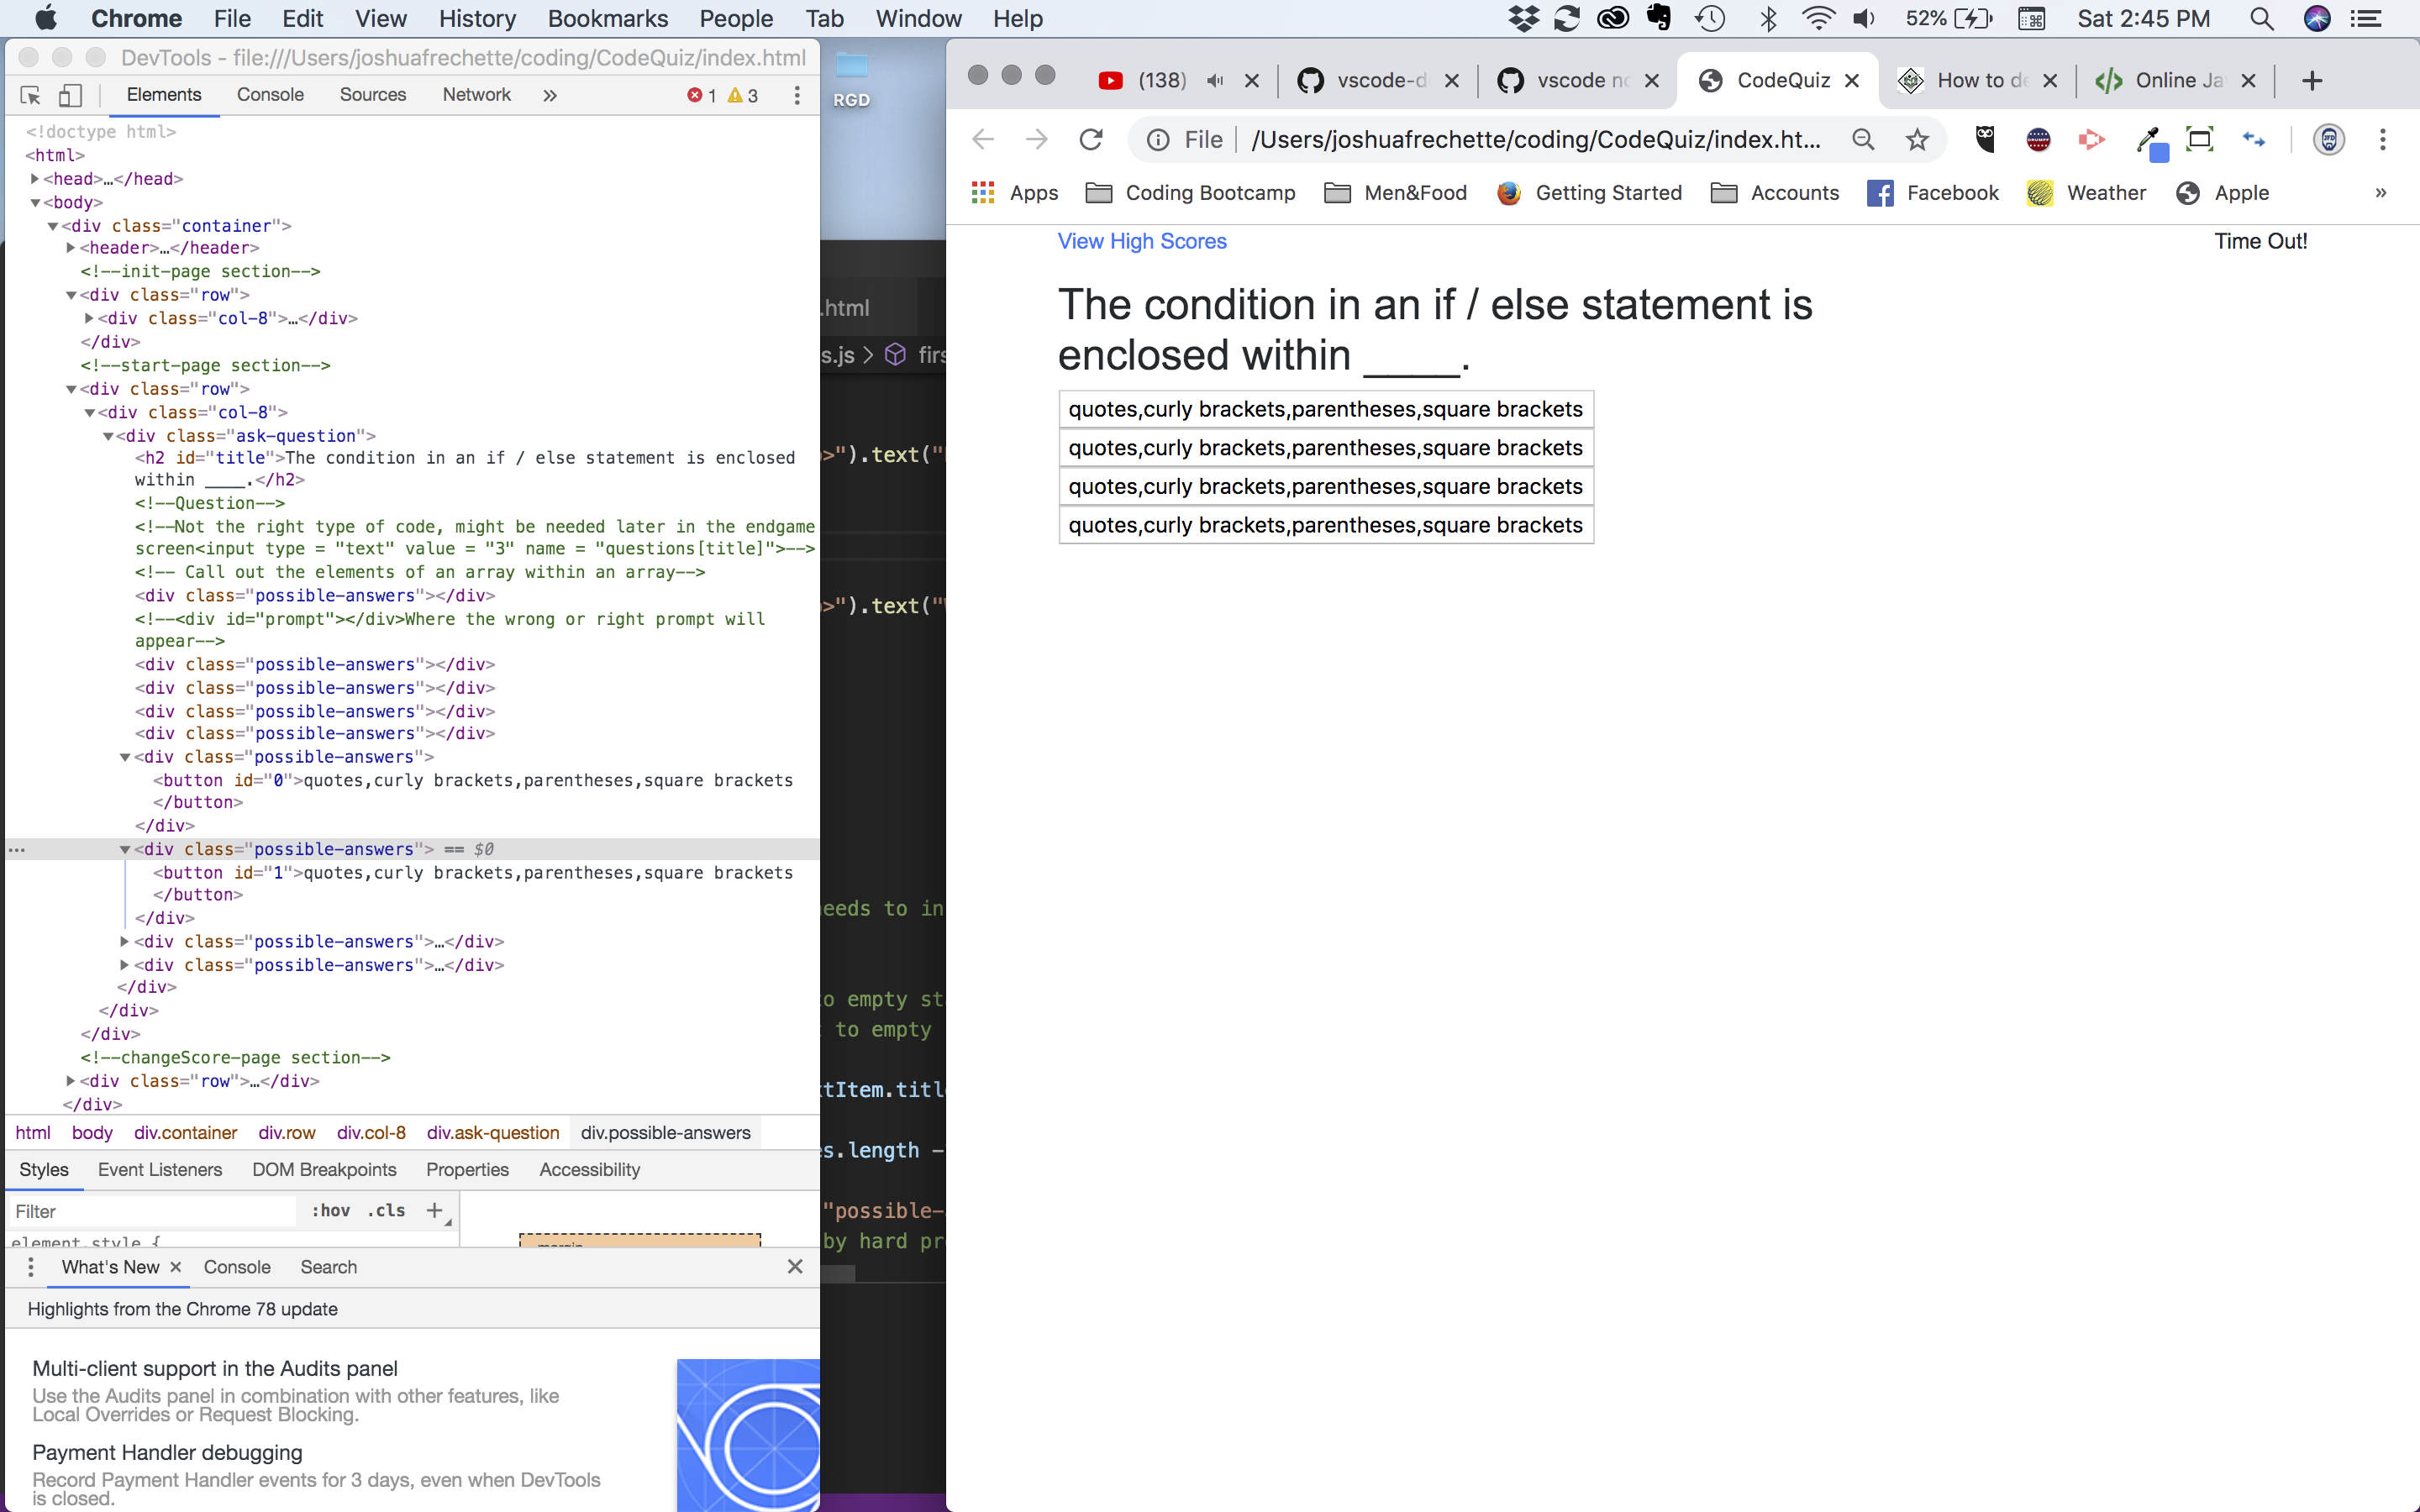 Chrome File Edit View History Bookmarks People Tab Window Help 52% Sat 2:45 PM
DevTools - file:///Users/joshuafrechette/coding/CodeQuiz/index.html
Elements Console Sources Network » 1 3
<!doctype html>
<html>
<head>…</head>
<body>
<div class="container">
<header>…</header>
<!--init-page section-->
<div class="row">
<div class="col-8">…</div>
</div>
<!--start-page section-->
<div class="row">
<div class="col-8">
<div class="ask-question">
<h2 id="title">The condition in an if / else statement is enclosed
within ____.</h2>
<!--Question-->
<!--Not the right type of code, might be needed later in the endgame
screen<input type = "text" value = "3" name = "questions[title]">-->
<!-- Call out the elements of an array within an array-->
<div class="possible-answers"></div>
<!--<div id="prompt"></div>Where the wrong or right prompt will
appear-->
<div class="possible-answers"></div>
<div class="possible-answers"></div>
<div class="possible-answers"></div>
<div class="possible-answers"></div>
<div class="possible-answers">
<button id="0">quotes,curly brackets,parentheses,square brackets
</button>
</div>
… <div class="possible-answers"> == $0
<button id="1">quotes,curly brackets,parentheses,square brackets
</button>
</div>
<div class="possible-answers">…</div>
<div class="possible-answers">…</div>
</div>
</div>
</div>
<!--changeScore-page section-->
<div class="row">…</div>
</div>
html body div.container div.row div.col-8 div.ask-question div.possible-answers
Styles Event Listeners DOM Breakpoints Properties Accessibility
Filter :hov .cls +
element.style {
margin
What's New × Console Search ×
Highlights from the Chrome 78 update
Multi-client support in the Audits panel
Use the Audits panel in combination with other features, like
Local Overrides or Request Blocking.
Payment Handler debugging
Record Payment Handler events for 3 days, even when DevTools
is closed.
RGD
.html
s.js > firs
>").text("
>").text("
eeds to in
o empty st
to empty
tItem.titl
s.length -
"possible-
by hard pr
(138) vscode-d vscode no CodeQuiz How to de Online Ja +
File /Users/joshuafrechette/coding/CodeQuiz/index.ht...
Apps Coding Bootcamp Men&Food Getting Started Accounts Facebook Weather Apple »
View High Scores Time Out!
The condition in an if / else statement is
enclosed within ____.
quotes,curly brackets,parentheses,square brackets
quotes,curly brackets,parentheses,square brackets
quotes,curly brackets,parentheses,square brackets
quotes,curly brackets,parentheses,square brackets